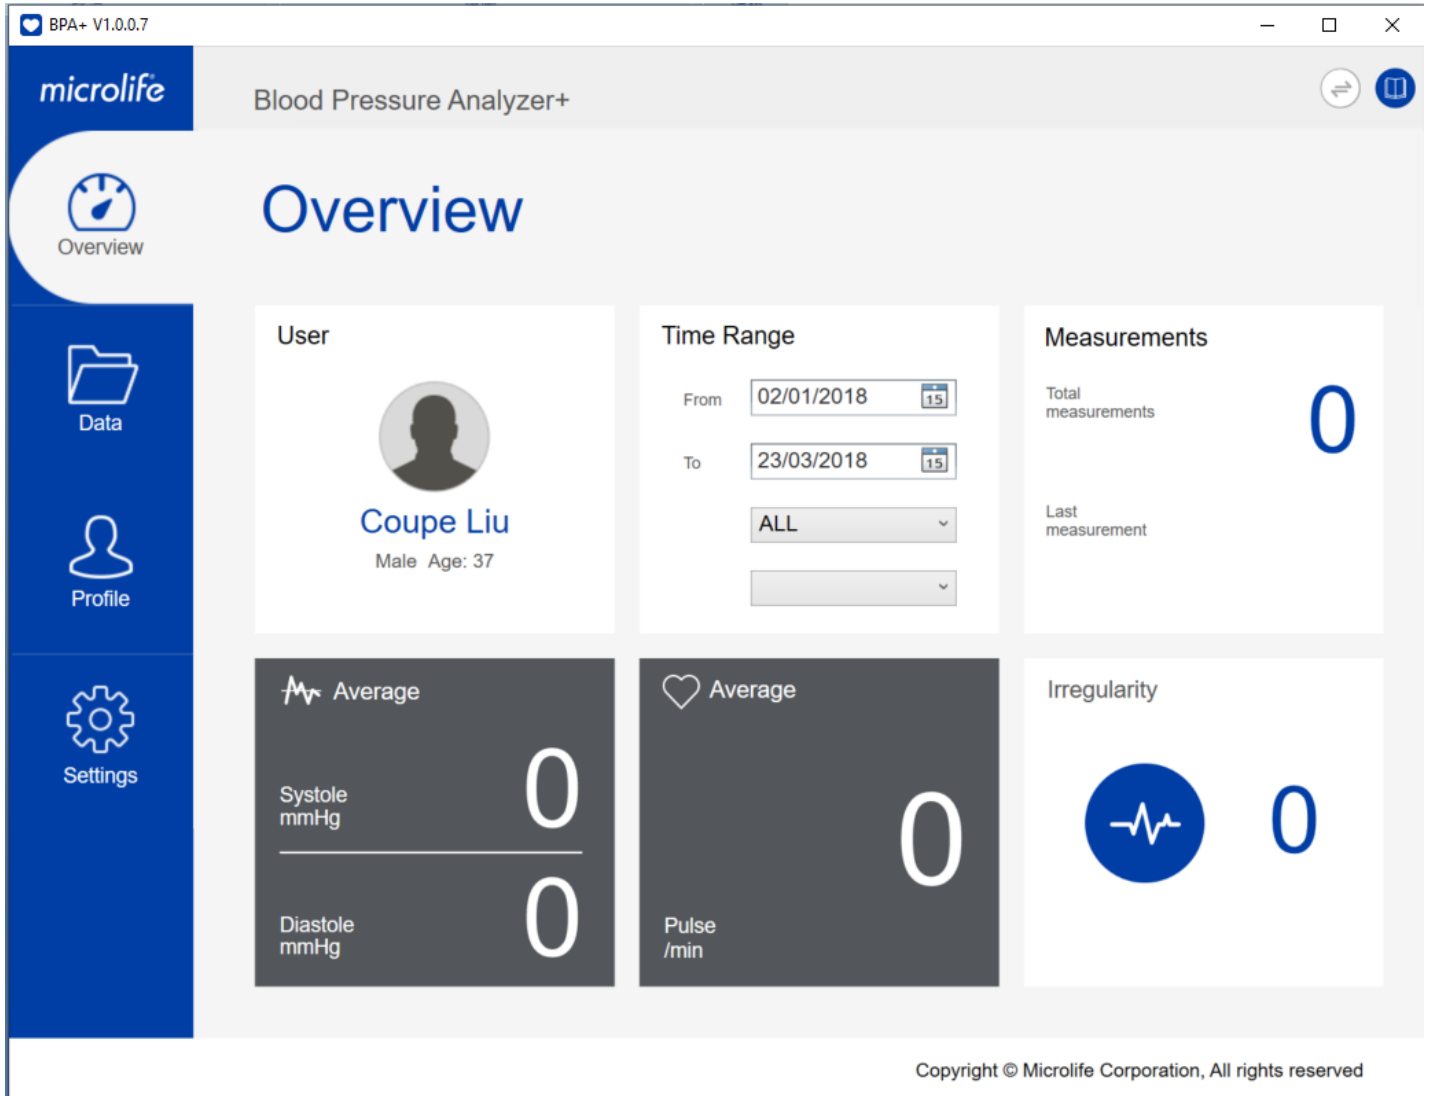 BPA+ V1.0.0.7
microlife
Blood Pressure Analyzer+
Overview
Overview
Data
Profile
Settings
User
Coupe Liu
Male Age: 37
Time Range
From 02/01/2018 15
To 23/03/2018 15
ALL
Measurements
Total
measurements
0
Last
measurement
Average
Systole
mmHg
0
Diastole
mmHg
0
Average
0
Pulse
/min
Irregularity
0
Copyright © Microlife Corporation, All rights reserved